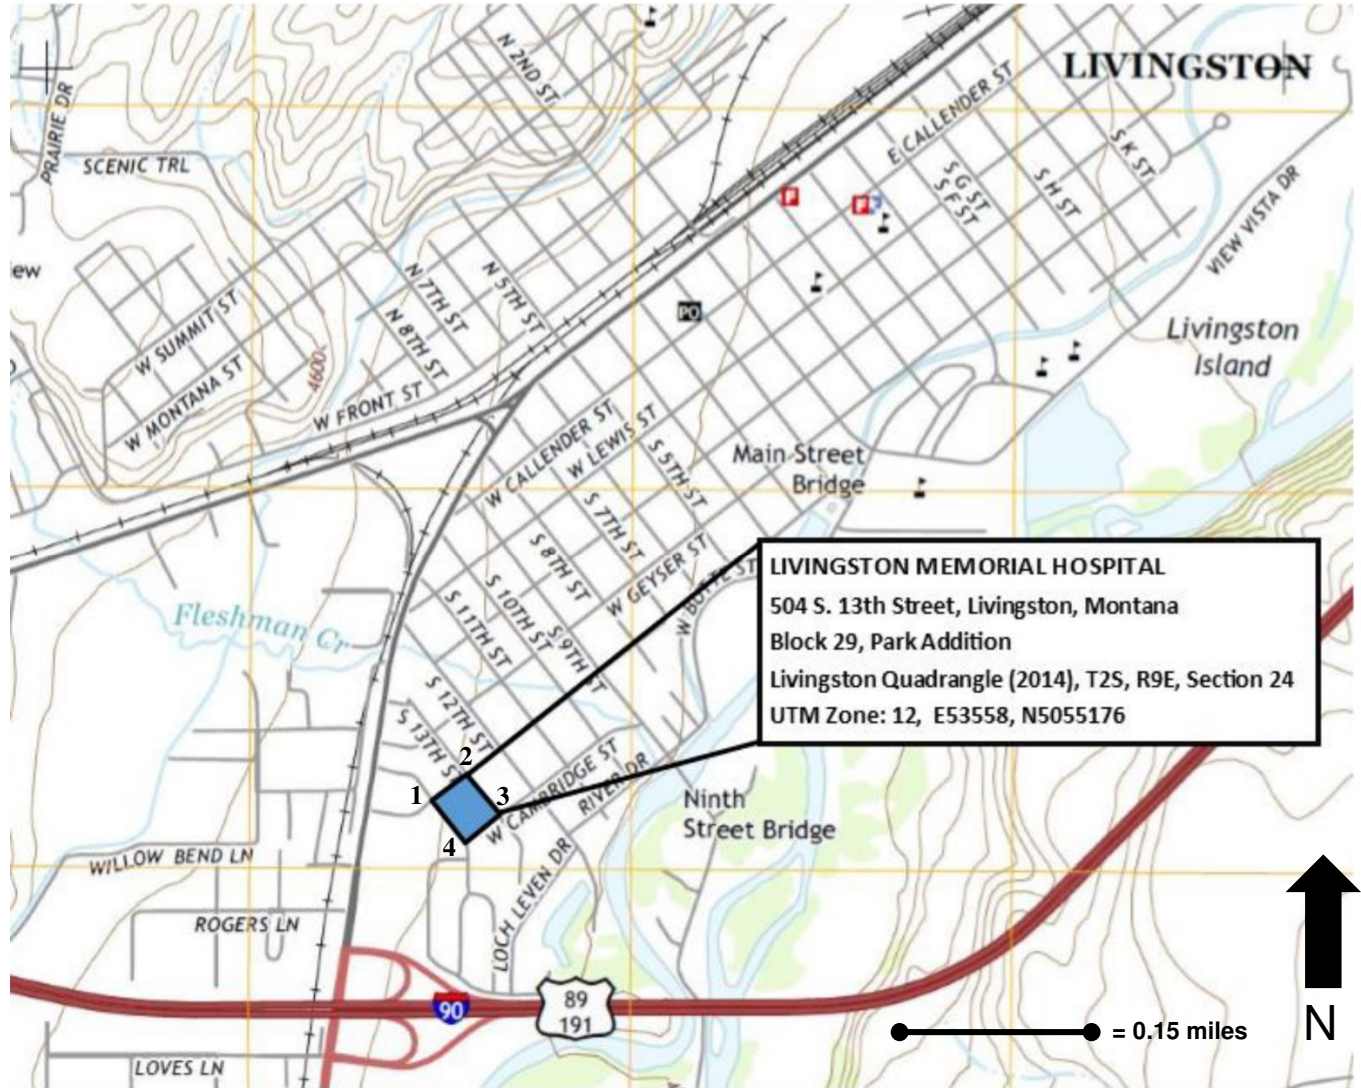 N 2ND ST
LIVINGSTON
PRAIRIE DR
SCENIC TRL
E CALLENDER ST
S K ST
S G ST
S F ST
S H ST
VIEW VISTA DR
ew
N 7TH ST
N 5TH ST
N 8TH ST
W SUMMIT ST
W MONTANA ST
4600
W FRONT ST
PO
Livingston
Island
W CALLENDER ST
W LEWIS ST
S 5TH ST
Main Street
Bridge
S 7TH ST
S 8TH ST
W GEYSER ST
W BUTTE ST
S 10TH ST
S 9TH ST
S 11TH ST
Fleshman Cr
LIVINGSTON MEMORIAL HOSPITAL
504 S. 13th Street, Livingston, Montana
Block 29, Park Addition
Livingston Quadrangle (2014), T2S, R9E, Section 24
UTM Zone: 12, E53558, N5055176
S 12TH ST
S 13TH S
2
1
3
4
W CAMBRIDGE ST
RIVER DR
Ninth
Street Bridge
WILLOW BEND LN
ROGERS LN
LOCH LEVEN DR
90
89
191
= 0.15 miles
N
LOVES LN
F
F